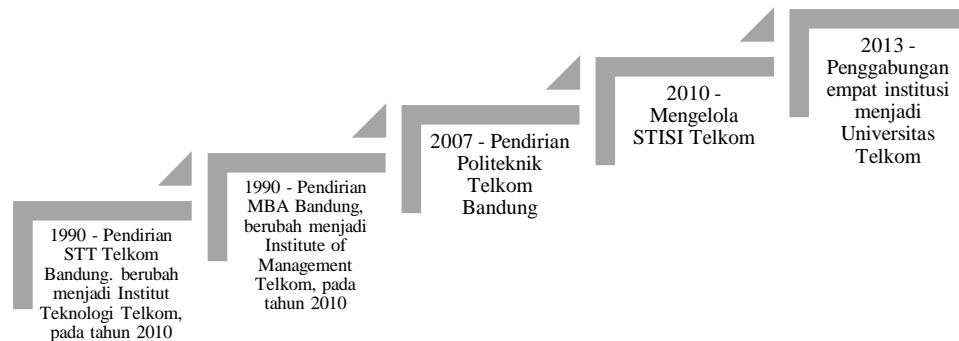 1990 - Pendirian
STT Telkom
Bandung. berubah
menjadi Institut
Teknologi Telkom,
pada tahun 2010
1990 - Pendirian
MBA Bandung,
berubah menjadi
Institute of
Management
Telkom, pada
tahun 2010
2007 - Pendirian
Politeknik
Telkom
Bandung
2010 -
Mengelola
STISI Telkom
2013 -
Penggabungan
empat institusi
menjadi
Universitas
Telkom